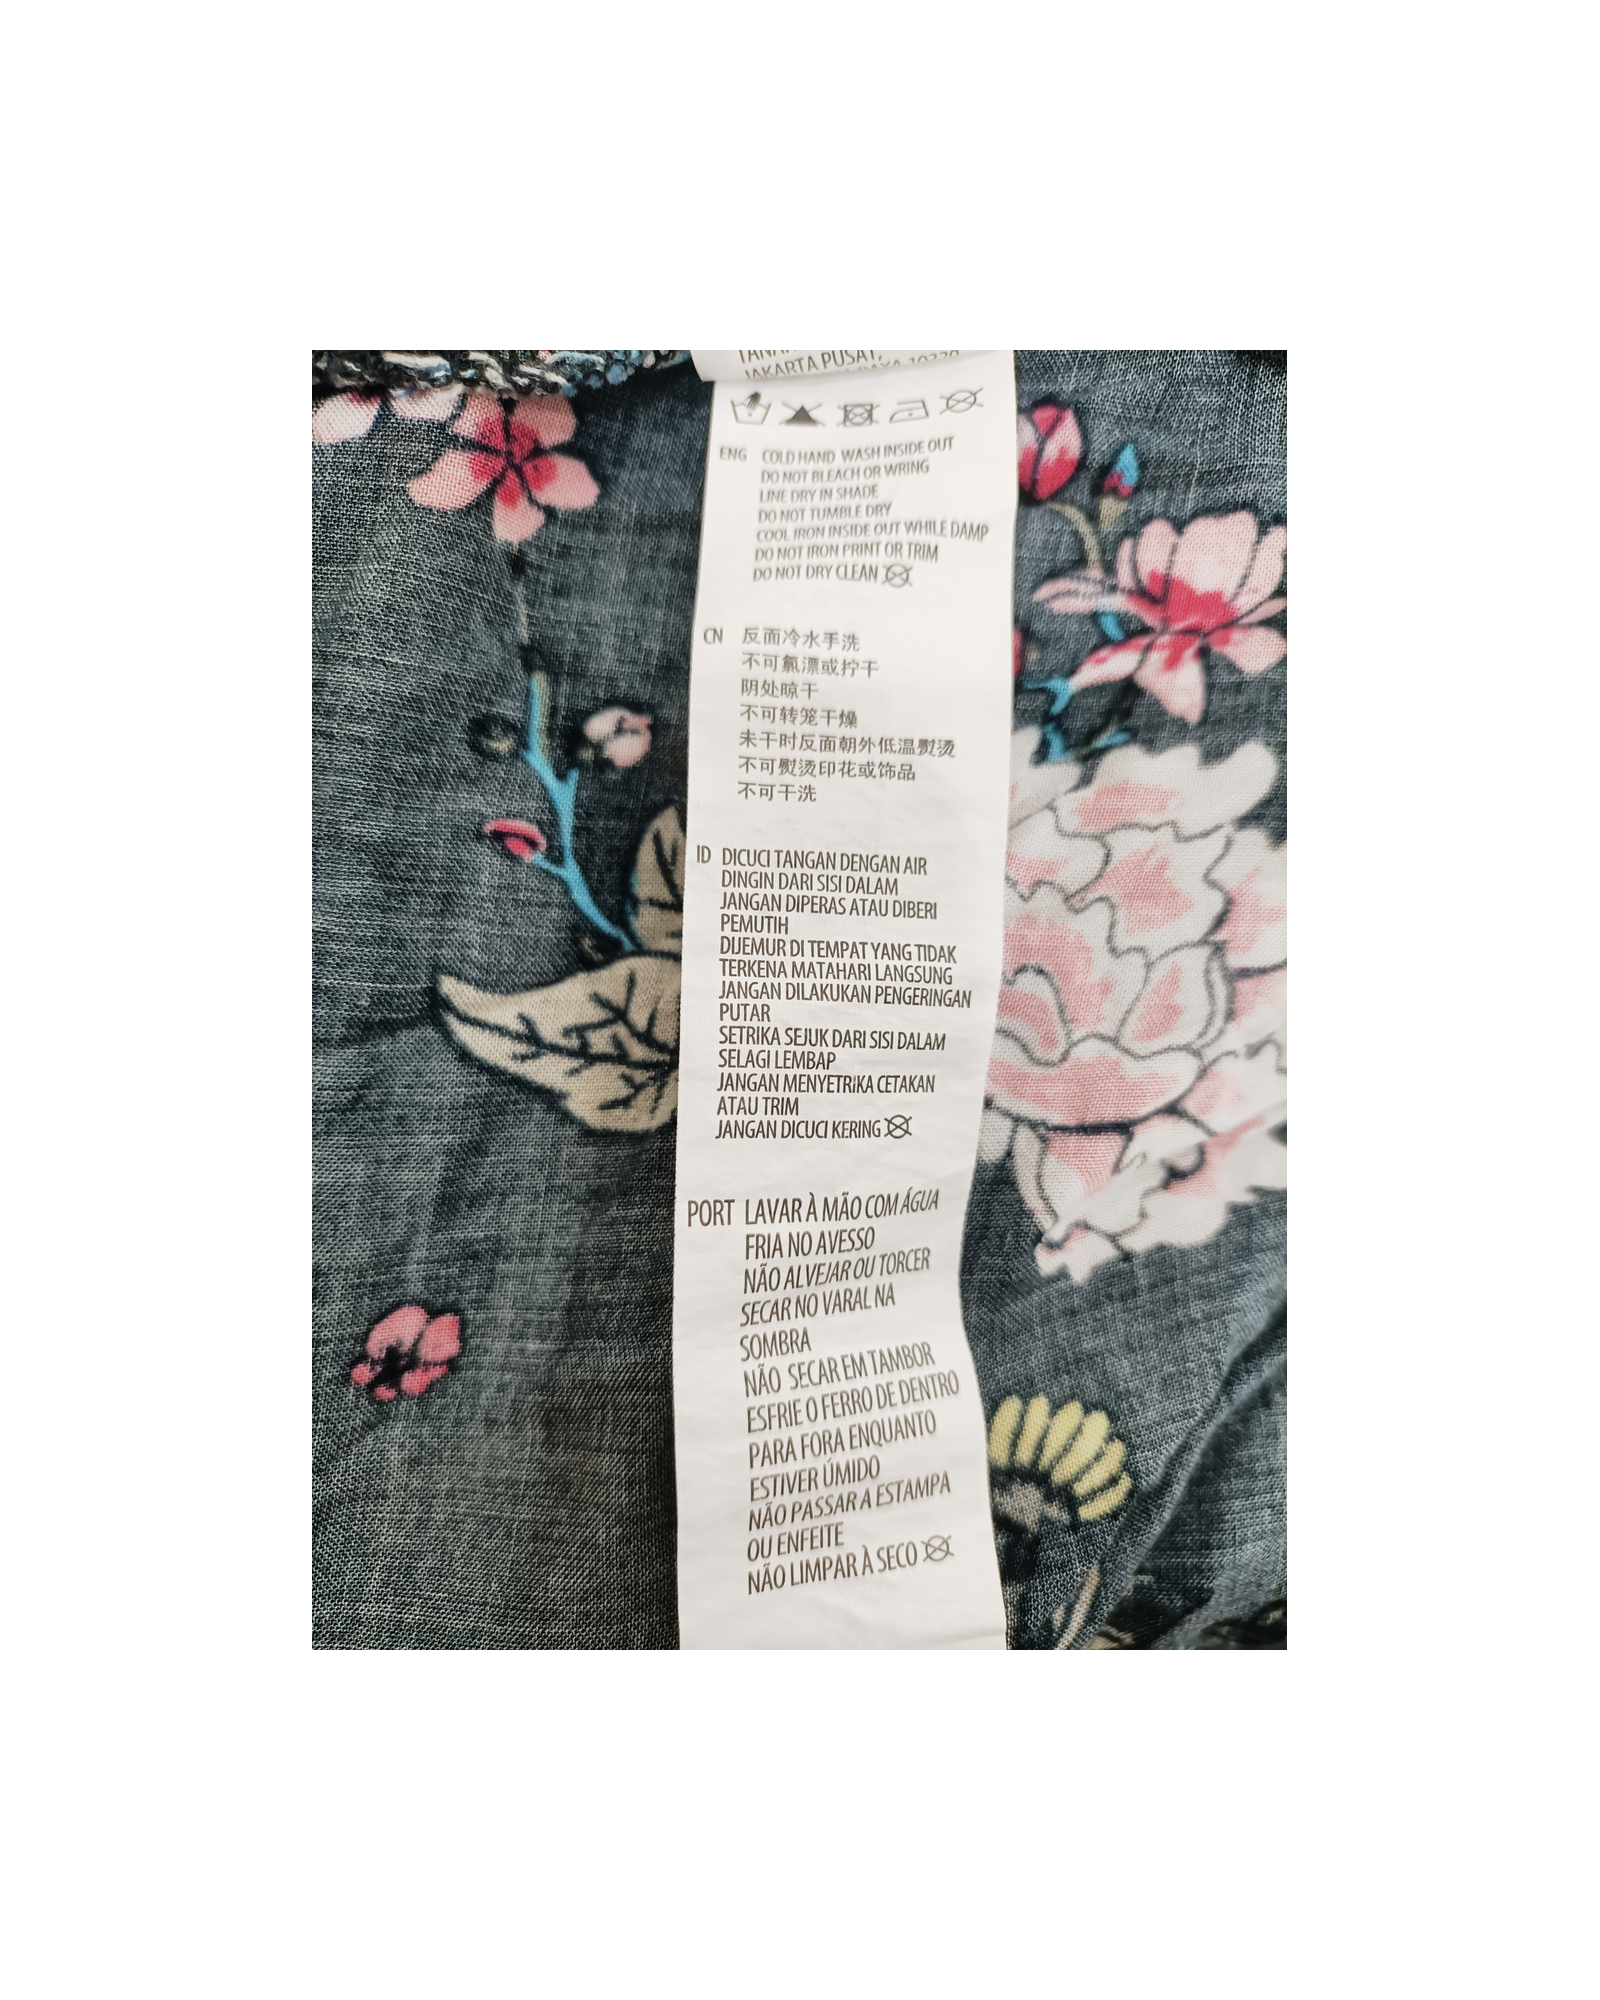 JAKARTA PUSAT,
ENG COLD HAND WASH INSIDE OUT
DO NOT BLEACH OR WRING
LINE DRY IN SHADE
DO NOT TUMBLE DRY
COOL IRON INSIDE OUT WHILE DAMP
DO NOT IRON PRINT OR TRIM
DO NOT DRY CLEAN
CN 反面冷水手洗
不可氯漂或拧干
阴处晾干
不可转笼干燥
未干时反面朝外低温熨烫
不可熨烫印花或饰品
不可干洗
ID DICUCI TANGAN DENGAN AIR
DINGIN DARI SISI DALAM
JANGAN DIPERAS ATAU DIBERI
PEMUTIH
DIJEMUR DI TEMPAT YANG TIDAK
TERKENA MATAHARI LANGSUNG
JANGAN DILAKUKAN PENGERINGAN
PUTAR
SETRIKA SEJUK DARI SISI DALAM
SELAGI LEMBAP
JANGAN MENYETRIKA CETAKAN
ATAU TRIM
JANGAN DICUCI KERING
PORT LAVAR À MÃO COM ÁGUA
FRIA NO AVESSO
NÃO ALVEJAR OU TORCER
SECAR NO VARAL NA
SOMBRA
NÃO SECAR EM TAMBOR
ESFRIE O FERRO DE DENTRO
PARA FORA ENQUANTO
ESTIVER ÚMIDO
NÃO PASSAR A ESTAMPA
OU ENFEITE
NÃO LIMPAR À SECO